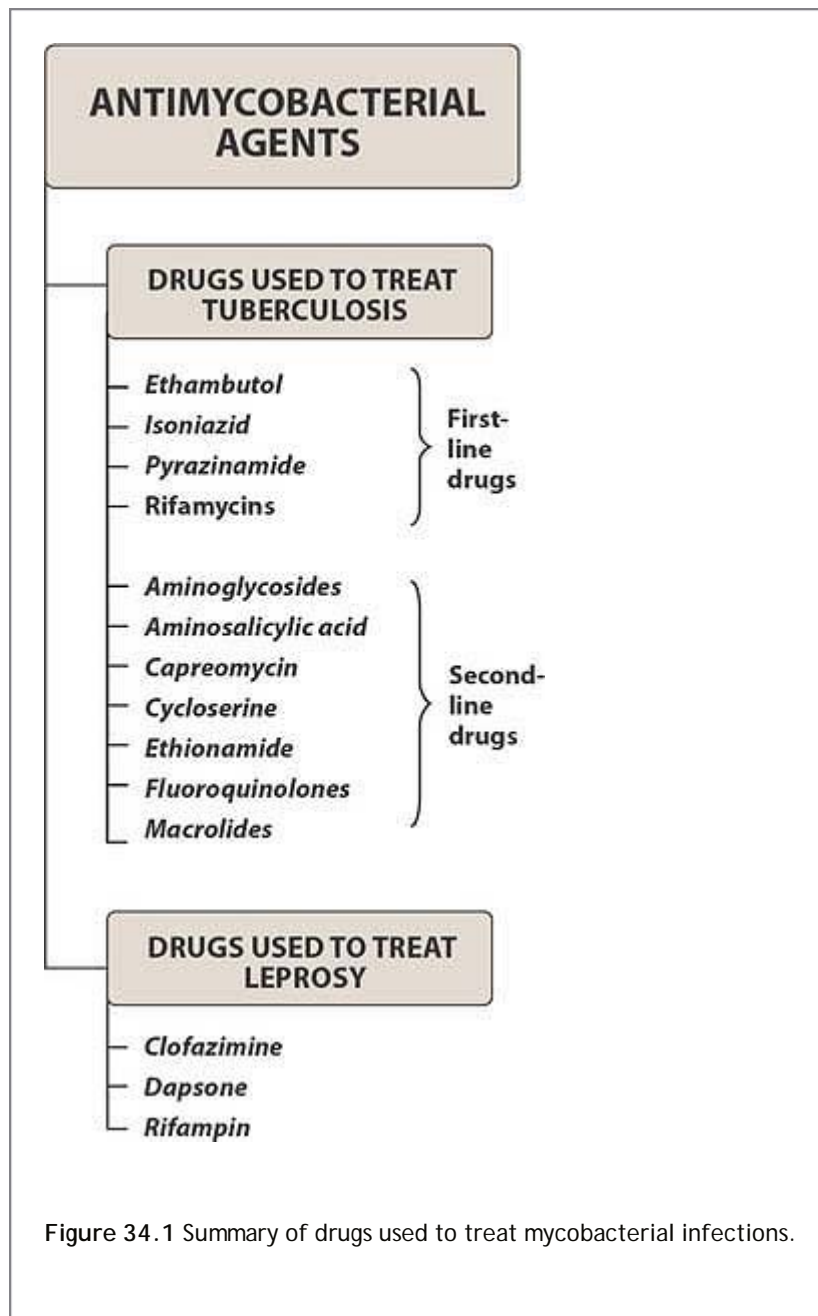 ANTIMYCOBACTERIAL
AGENTS
DRUGS USED TO TREAT
TUBERCULOSIS
Ethambutol
Isoniazid
Pyrazinamide
Rifamycins
First-
line
drugs
Aminoglycosides
Aminosalicylic acid
Capreomycin
Cycloserine
Ethionamide
Fluoroquinolones
Macrolides
Second-
line
drugs
DRUGS USED TO TREAT
LEPROSY
Clofazimine
Dapsone
Rifampin
Figure 34.1 Summary of drugs used to treat mycobacterial infections.